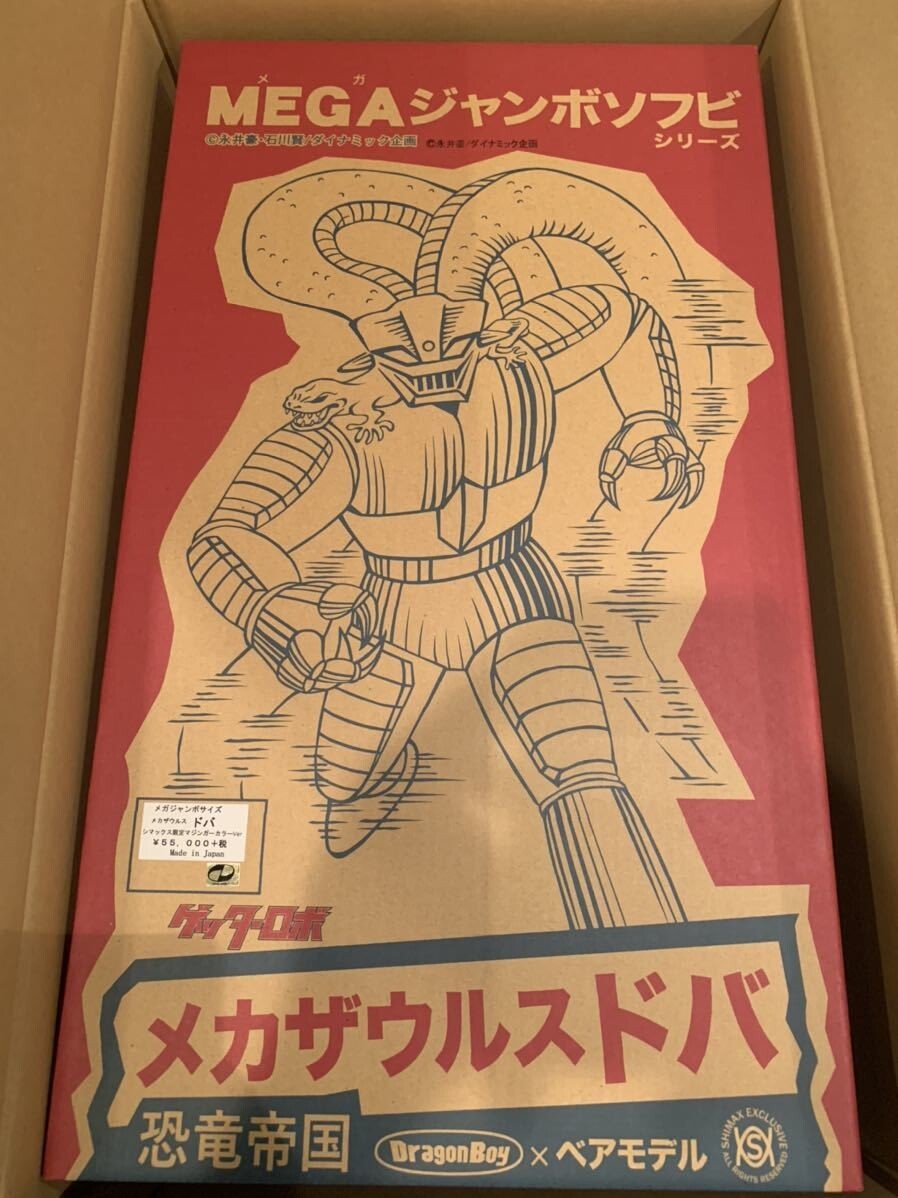 メガ
MEGAジャンボソフビ
シリーズ
©永井豪・石川賢/ダイナミック企画 ©永井豪/ダイナミック企画
メガジャンボサイズ
メカザウルス ドバ
シマックス限定マジンガーカラーVer
￥55,000+税
Made in Japan
ゲッターロボ
メカザウルスドバ
恐竜帝国 DragonBoy×ベアモデル
SHIMAX EXCLUSIVE
ALL RIGHTS RESERVED